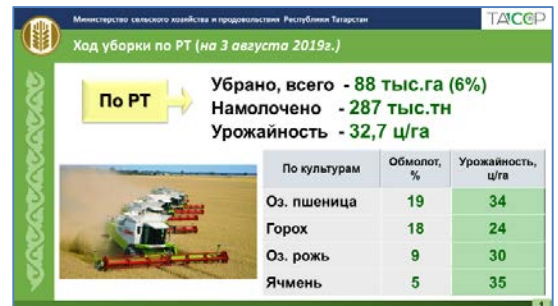 Министерство сельского хозяйства и продовольствия Республики Татарстан
ТАССР
Ход уборки по РТ (на 3 августа 2019г.)
По РТ
Убрано, всего - 88 тыс.га (6%)
Намолочено - 287 тыс.тн
Урожайность - 32,7 ц/га
По культурам Обмолот, % Урожайность, ц/га
Оз. пшеница 19 34
Горох 18 24
Оз. рожь 9 30
Ячмень 5 35